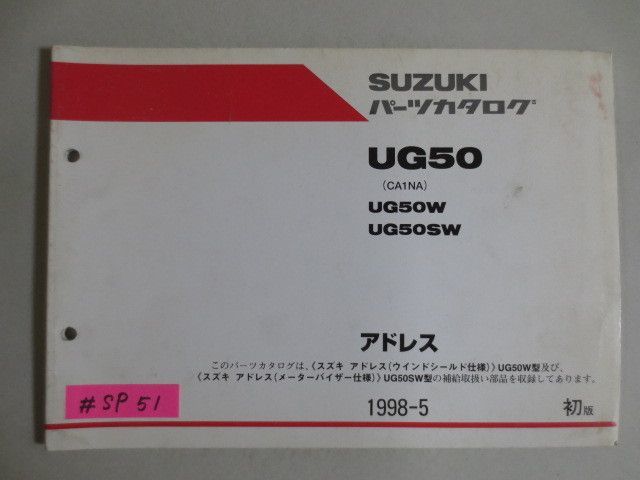 SUZUKI
パーツカタログ
UG50
(CA1NA)
UG50W
UG50SW
アドレス
このパーツカタログは、《スズキ アドレス(ウインドシールド仕様)》UG50W型及び、
《スズキ アドレス(メーターバイザー仕様)》UG50SW型の補給取扱い部品を収録してあります。
1998-5 初版
#SP 51